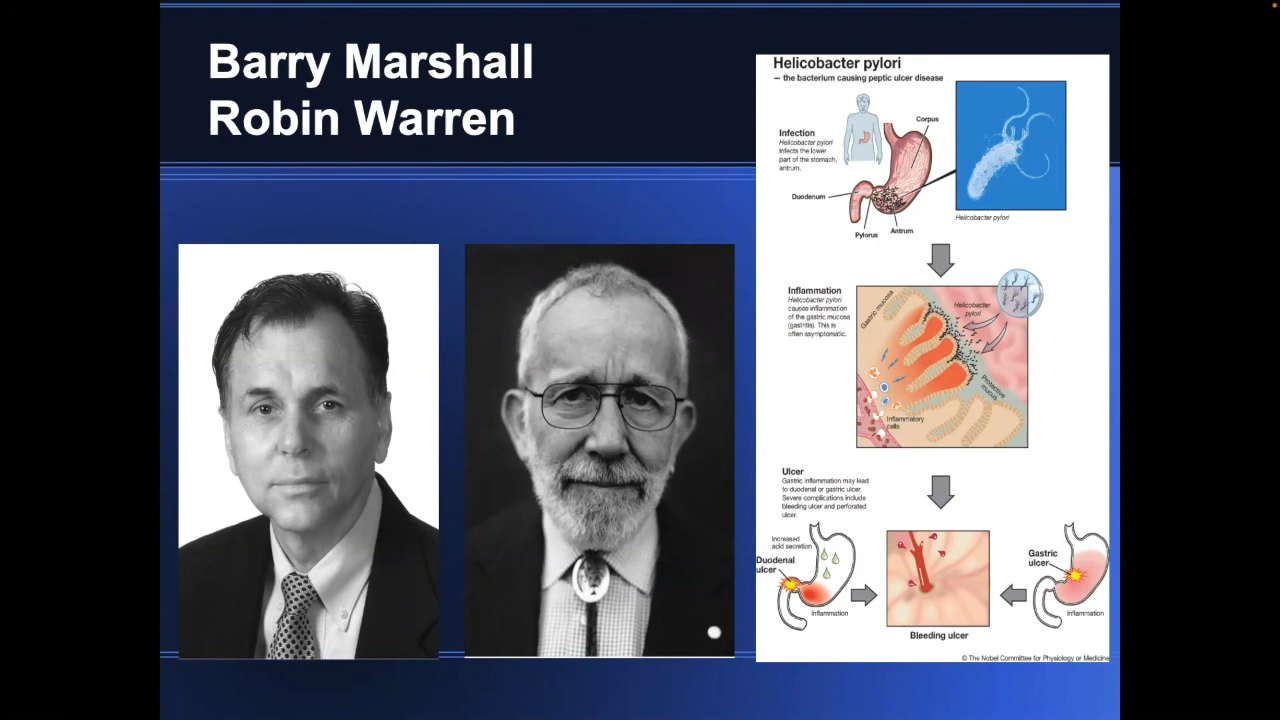 Barry Marshall
Robin Warren
Helicobacter pylori
— the bacterium causing peptic ulcer disease
Infection
Helicobacter pylori
infects the lower
part of the stomach,
antrum.
Corpus
Duodenum
Pylorus
Antrum
Helicobacter pylori
Inflammation
Helicobacter pylori
causes inflammation
of the gastric mucosa
(gastritis). This is
often asymptomatic.
Gastric mucosa
Helicobacter
pylori
Protective
mucus
Inflammatory
cells
Ulcer
Gastric inflammation may lead
to duodenal or gastric ulcer.
Severe complications include
bleeding ulcer and perforated
ulcer.
Increased
acid secretion
Duodenal
ulcer
Inflammation
Bleeding ulcer
Gastric
ulcer
Inflammation
© The Nobel Committee for Physiology or Medicine